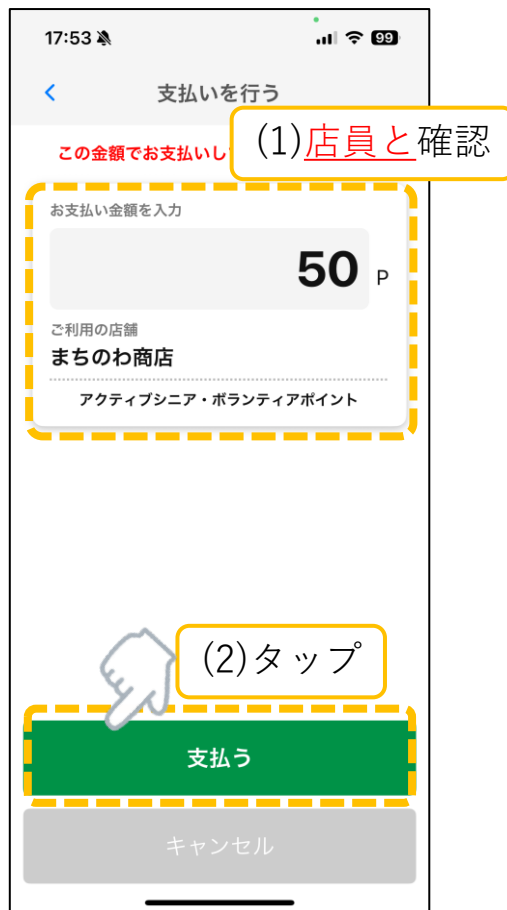 17:53
99
支払いを行う
この金額でお支払いし
(1)店員と確認
お支払い金額を入力
50 P
ご利用の店舗
まちのわ商店
アクティブシニア・ボランティアポイント
(2)タップ
支払う
キャンセル